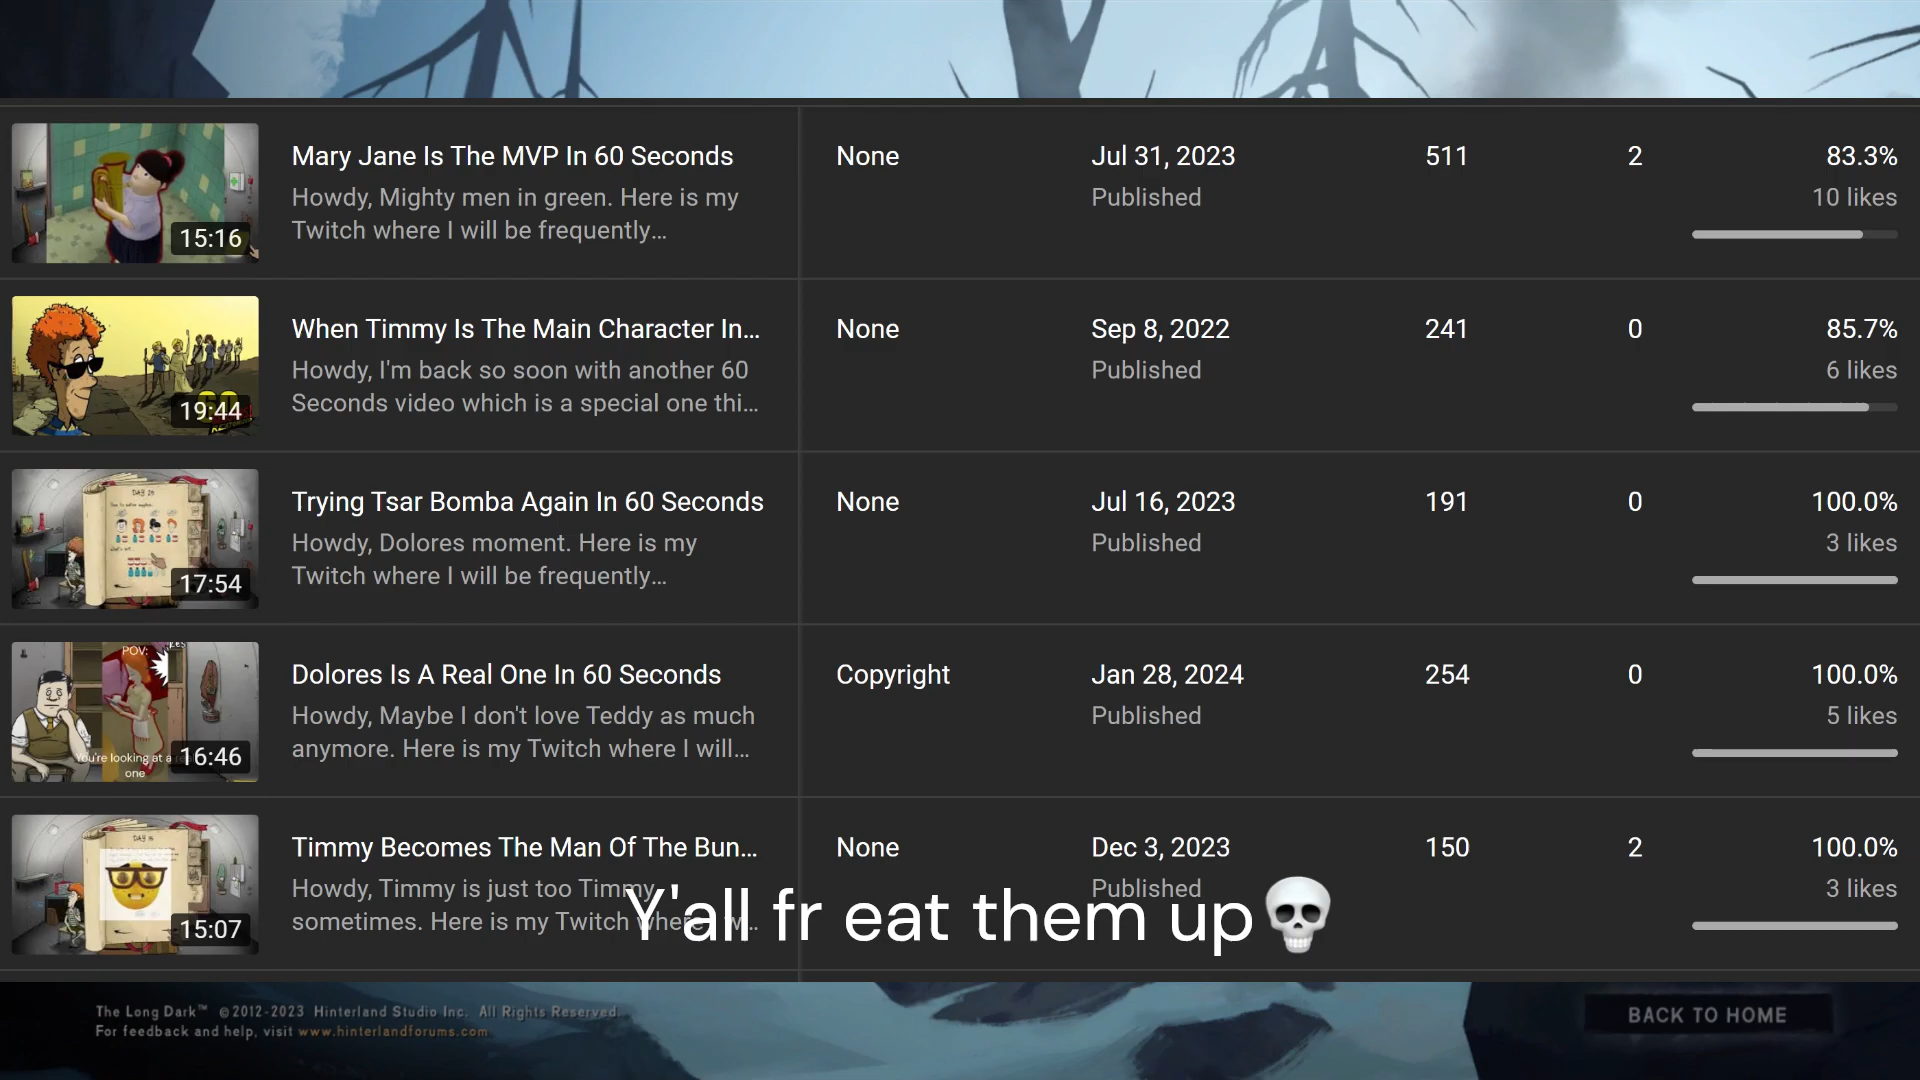 Mary Jane Is The MVP In 60 Seconds
Howdy, Mighty men in green. Here is my
Twitch where I will be frequently...
15:16
None
Jul 31, 2023
Published
511
2
83.3%
10 likes
When Timmy Is The Main Character In...
Howdy, I'm back so soon with another 60
Seconds video which is a special one thi...
19:44
None
Sep 8, 2022
Published
241
0
85.7%
6 likes
Trying Tsar Bomba Again In 60 Seconds
Howdy, Dolores moment. Here is my
Twitch where I will be frequently...
17:54
None
Jul 16, 2023
Published
191
0
100.0%
3 likes
POV:
You're looking at a
one
16:46
Dolores Is A Real One In 60 Seconds
Howdy, Maybe I don't love Teddy as much
anymore. Here is my Twitch where I will...
Copyright
Jan 28, 2024
Published
254
0
100.0%
5 likes
15:07
Timmy Becomes The Man Of The Bun...
Howdy, Timmy is just too Timmy
sometimes. Here is my Twitch where w...
None
Dec 3, 2023
Published
150
2
100.0%
3 likes
Y'all fr eat them up💀
The Long Dark™ ©2012-2023 Hinterland Studio Inc. All Rights Reserved.
For feedback and help, visit www.hinterlandforums.com
BACK TO HOME